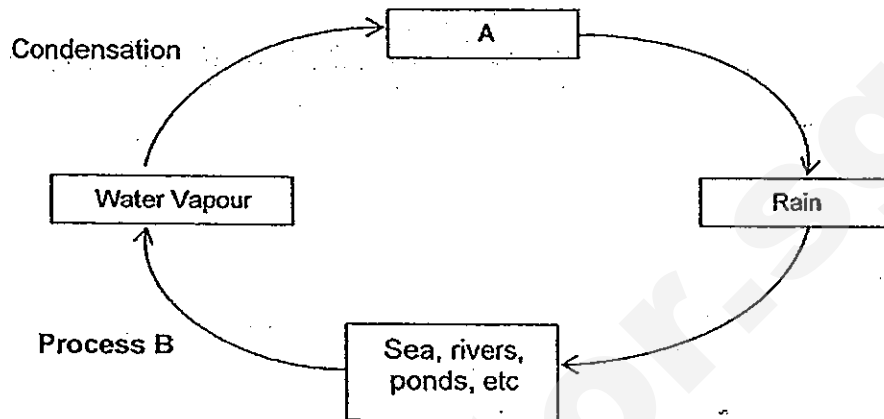 A
Condensation
Water Vapour
Rain
Process B
Sea, rivers,
ponds, etc